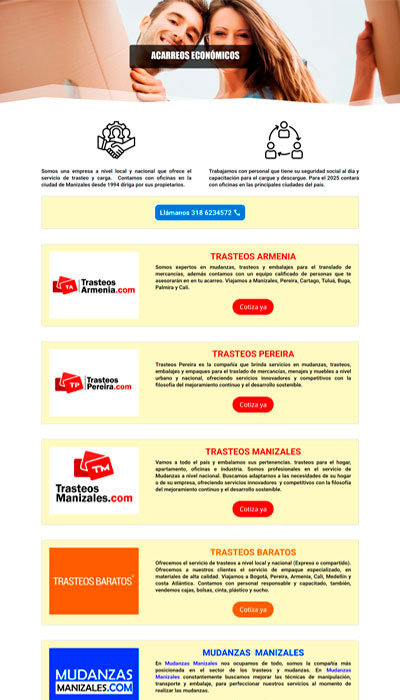 ACARREOS ECONÓMICOS
Somos una empresa a nivel local y nacional que ofrece el
servicio de trasteo y carga. Contamos con oficinas en la
ciudad de Manizales desde 1994 diriga por sus propietarios.
Trabajamos con personal que tiene su seguridad social al día y
capacitación para el cargue y descargue. Para el 2025 contará
con oficinas en las principales ciudades del país.
Llámanos 318 6234572
TA
Trasteos
Armenia.com
TRASTEOS ARMENIA
Somos expertos en mudanzas, trasteos y embalajes para el translado de
mercancías, además contamos con un equipo calificado de personas que te
asesorarán en en tu acarreo. Viajamos a Manizales, Pereira, Cartago, Tuluá, Buga,
Palmira y Cali.
Cotiza ya
TP
Trasteos
Pereira.com
TRASTEOS PEREIRA
Trasteos Pereira es la compañía que brinda servicios en mudanzas, trasteos,
embalajes y empaques para el traslado de mercancías, menajes y muebles a nivel
urbano y nacional, ofreciendo servicios innovadores y competitivos con la
filosofía del mejoramiento continuo y el desarrollo sostenible.
Cotiza ya
TM
Trasteos
Manizales.com
TRASTEOS MANIZALES
Vamos a todo el país y embalamos sus pertenencias. trasteos para el hogar,
apartamento, oficinas e industria. Somos profesionales en el servicio de
Mudanzas a nivel nacional. Buscamos adaptarnos a las necesidades de su hogar
o de su empresa, ofreciendo servicios innovadores y competitivos con la filosofía
del mejoramiento continuo y el desarrollo sostenible.
Cotiza ya
TRASTEOS BARATOS
TRASTEOS BARATOS
Ofrecemos el servicio de trasteos a nivel local y nacional (Expreso o compartido).
Ofrecemos a nuestros clientes el servicio de empaque especializado, en
materiales de alta calidad. Viajamos a Bogotá, Pereira, Armenia, Cali, Medellín y
costa Atlántica. Contamos con personal responsable y capacitado, también,
vendemos cajas, bolsas, cinta, plástico y sucho.
Cotiza ya
MUDANZAS
MANIZALES.COM
MUDANZAS MANIZALES
En Mudanzas Manizales nos ocupamos de todo, somos la compañía más
posicionada en el sector de los trasteos y mudanzas. En Mudanzas
Manizales constantemente buscamos mejorar las técnicas de manipulación,
transporte y embalaje, para perfeccionar nuestros servicios al momento de
realizar las mudanzas.